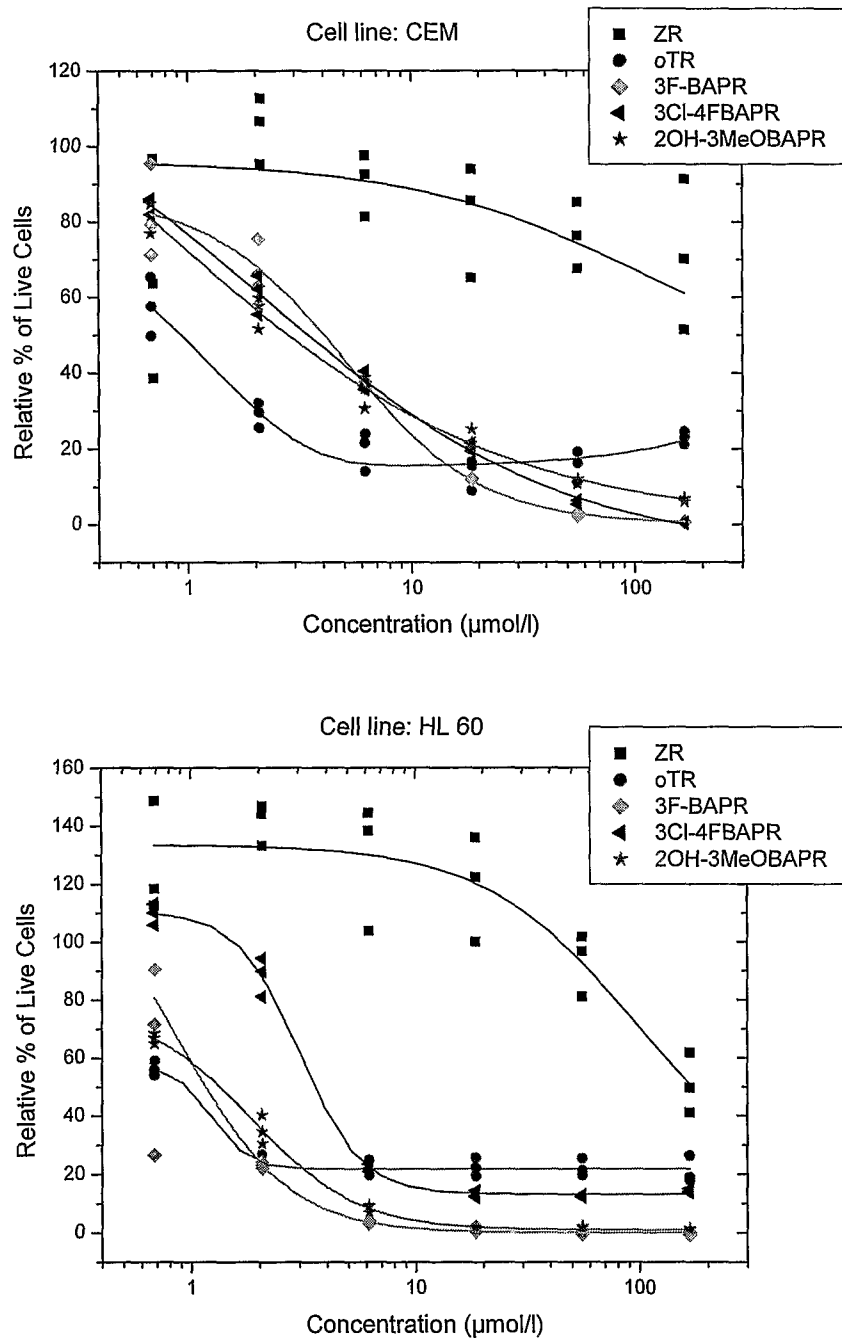 Cell line: CEM
ZR
oTR
3F-BAPR
3Cl-4FBAPR
2OH-3MeOBAPR
120
100
80
60
40
20
0
Relative % of Live Cells
1
10
100
Concentration (µmol/l)
Cell line: HL 60
ZR
oTR
3F-BAPR
3Cl-4FBAPR
2OH-3MeOBAPR
160
140
120
100
80
60
40
20
0
Relative % of Live Cells
1
10
100
Concentration (µmol/l)